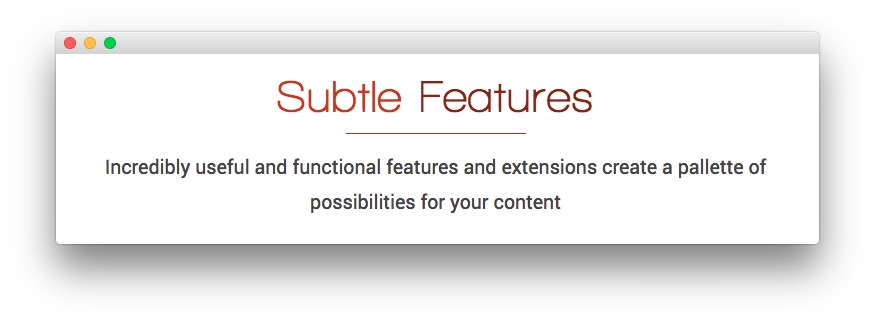 Subtle Features
Incredibly useful and functional features and extensions create a pallette of
possibilities for your content